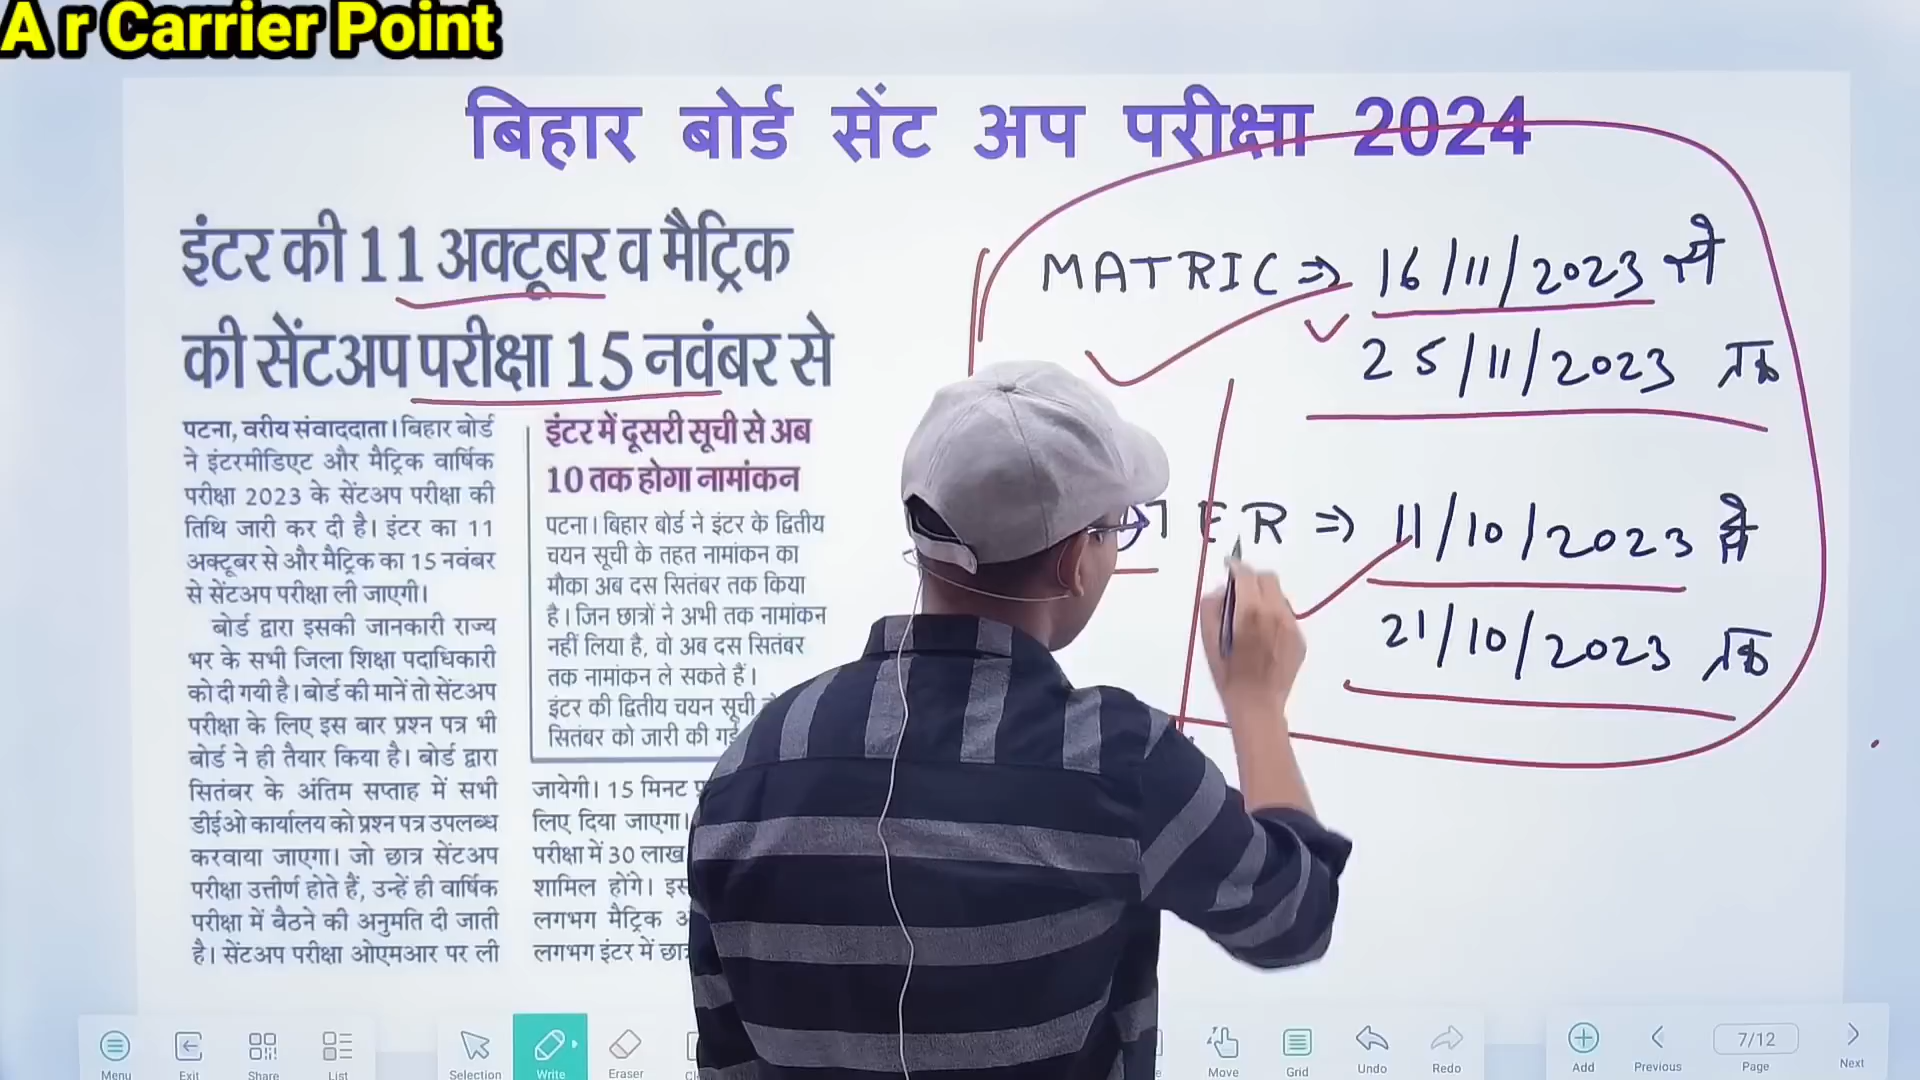 A r Carrier Point
बिहार बोर्ड सेंट अप परीक्षा 2024
इंटर की 11 अक्टूबर व मैट्रिक
की सेंटअप परीक्षा 15 नवंबर से
पटना, वरीय संवाददाता। बिहार बोर्ड
ने इंटरमीडिएट और मैट्रिक वार्षिक
परीक्षा 2023 के सेंटअप परीक्षा की
तिथि जारी कर दी है। इंटर का 11
अक्टूबर से और मैट्रिक का 15 नवंबर
से सेंटअप परीक्षा ली जाएगी।
बोर्ड द्वारा इसकी जानकारी राज्य
भर के सभी जिला शिक्षा पदाधिकारी
को दी गयी है। बोर्ड की मानें तो सेंटअप
परीक्षा के लिए इस बार प्रश्न पत्र भी
बोर्ड ने ही तैयार किया है। बोर्ड द्वारा
सितंबर के अंतिम सप्ताह में सभी
डीईओ कार्यालय को प्रश्न पत्र उपलब्ध
करवाया जाएगा। जो छात्र सेंटअप
परीक्षा उत्तीर्ण होते हैं, उन्हें ही वार्षिक
परीक्षा में बैठने की अनुमति दी जाती
है। सेंटअप परीक्षा ओएमआर पर ली
इंटर में दूसरी सूची से अब
10 तक होगा नामांकन
पटना। बिहार बोर्ड ने इंटर के द्वितीय
चयन सूची के तहत नामांकन का
मौका अब दस सितंबर तक किया
है। जिन छात्रों ने अभी तक नामांकन
नहीं लिया है, वो अब दस सितंबर
तक नामांकन ले सकते हैं।
इंटर की द्वितीय चयन सूची
सितंबर को जारी की गई
जायेगी। 15 मिनट
लिए दिया जाएगा।
परीक्षा में 30 लाख
शामिल होंगे।
लगभग मैट्रिक
लगभग इंटर में
MATRIC ⇒ 16/11/2023 से
25/11/2023 तक
TER ⇒ 11/10/2023 से
21/10/2023 तक
Menu Exit Share List Selection Write Eraser Move Grid Undo Redo Add Previous 7/12 Page Next